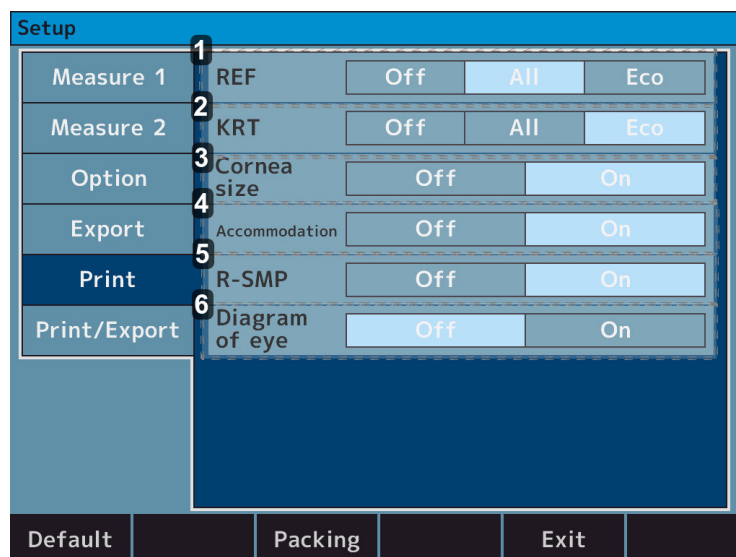 Setup
1
Measure 1 REF Off All Eco
2
Measure 2 KRT Off All Eco
3
Option Cornea size Off On
4
Export Accommodation Off On
5
Print R-SMP Off On
6
Print/Export Diagram of eye Off On
Default Packing Exit